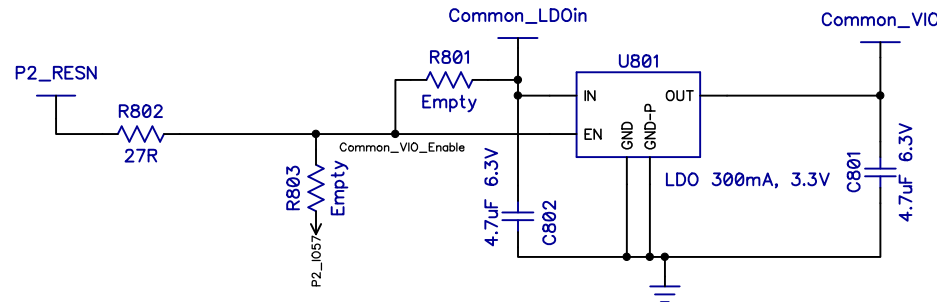 Common_LDOin
Common_VIO
P2_RESN
R801
Empty
U801
R802
27R
IN
OUT
EN
GND
GND-P
Common_VIO_Enable
R803
Empty
P2_IO57
4.7uF 6.3V
C802
LDO 300mA, 3.3V
C801
4.7uF 6.3V